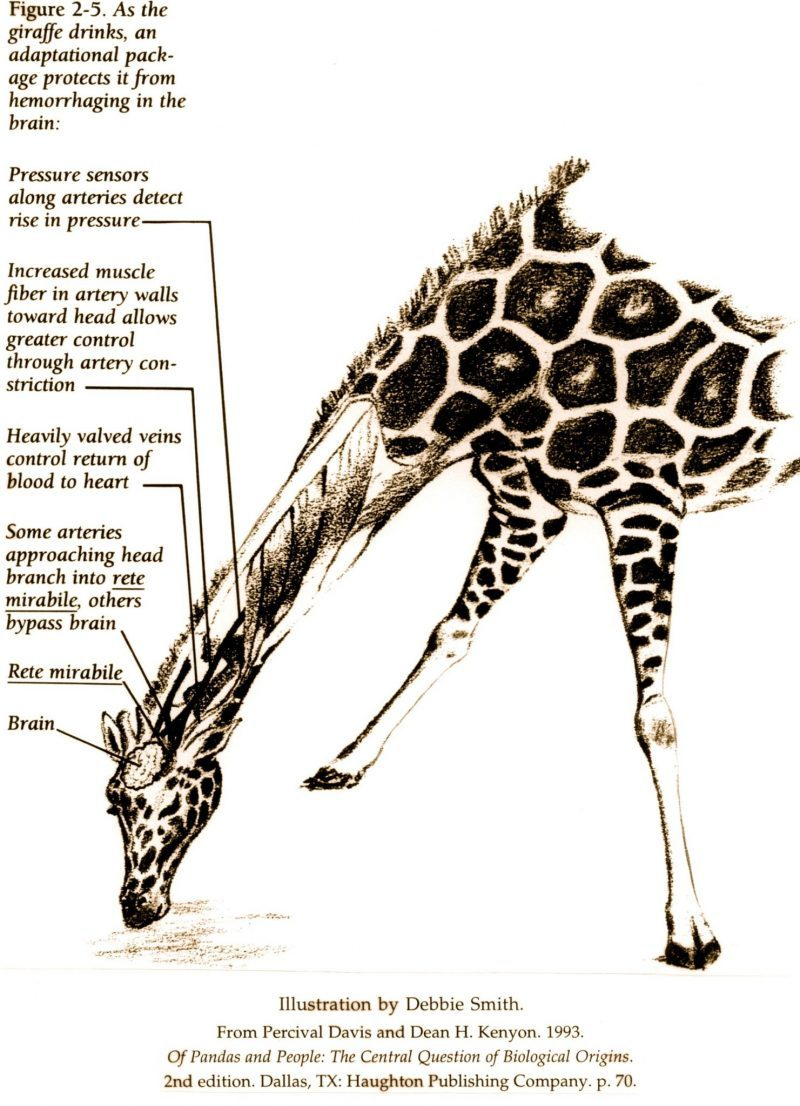 Figure 2-5. As the
giraffe drinks, an
adaptational pack-
age protects it from
hemorrhaging in the
brain:
Pressure sensors
along arteries detect
rise in pressure
Increased muscle
fiber in artery walls
toward head allows
greater control
through artery con-
striction
Heavily valved veins
control return of
blood to heart
Some arteries
approaching head
branch into rete
mirabile, others
bypass brain
Rete mirabile
Brain
Illustration by Debbie Smith.
From Percival Davis and Dean H. Kenyon. 1993.
Of Pandas and People: The Central Question of Biological Origins.
2nd edition. Dallas, TX: Haughton Publishing Company. p. 70.